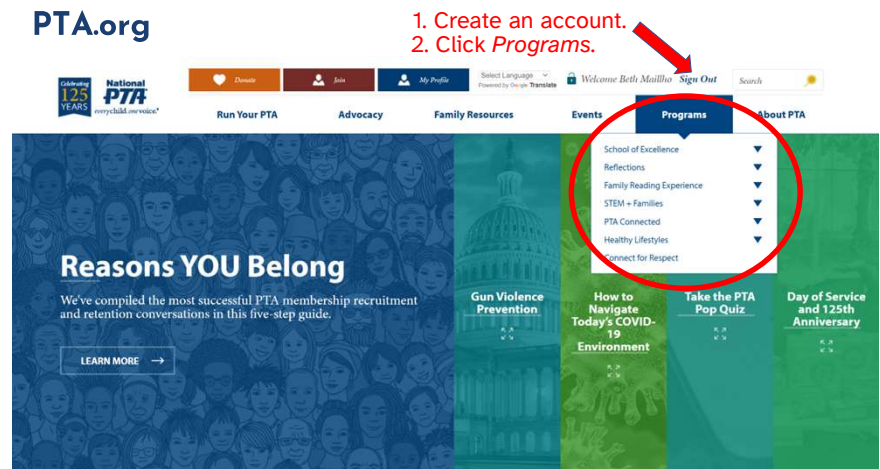 PTA.org
1. Create an account.
2. Click Programs.
Celebrating
125
YEARS
National
PTA
everychild.onevoice.®
Donate
Join
My Profile
Select Language
Powered by Google Translate
Welcome Beth Maillho Sign Out
Search
Run Your PTA
Advocacy
Family Resources
Events
Programs
About PTA
School of Excellence
Reflections
Family Reading Experience
STEM + Families
PTA Connected
Healthy Lifestyles
Connect for Respect
Reasons YOU Belong
We've compiled the most successful PTA membership recruitment
and retention conversations in this five-step guide.
LEARN MORE →
Gun Violence
Prevention
How to
Navigate
Today's COVID-
19
Environment
Take the PTA
Pop Quiz
Day of Service
and 125th
Anniversary